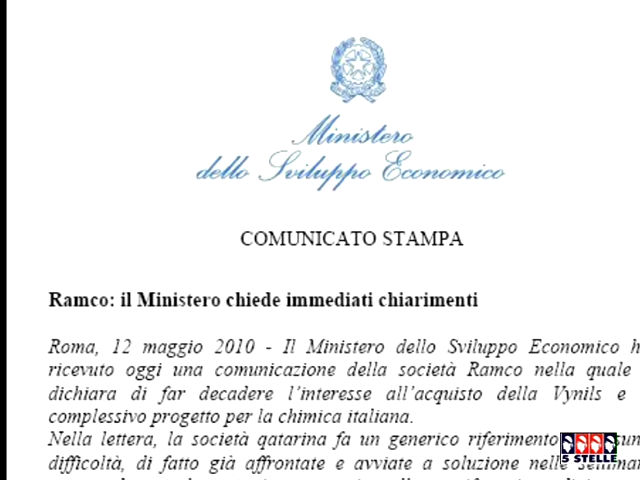 Ministero
dello Sviluppo Economico
COMUNICATO STAMPA
Ramco: il Ministero chiede immediati chiarimenti
Roma, 12 maggio 2010 - Il Ministero dello Sviluppo Economico
ricevuto oggi una comunicazione della società Ramco nella quale
dichiara di far decadere l'interesse all'acquisto della Vynils e
complessivo progetto per la chimica italiana.
Nella lettera, la società qatarina fa un generico riferimento
difficoltà, di fatto già affrontate e avviate a soluzione nelle
5 STELLE